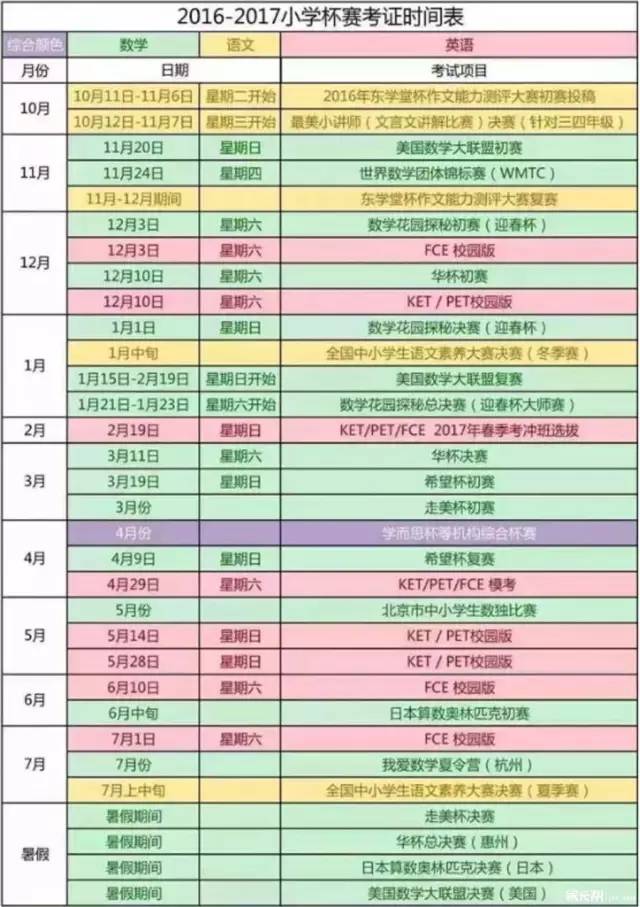 2016-2017小学杯赛考证时间表
综合颜色 数学 语文 英语
月份 日期 考试项目
10月 10月11日-11月6日 星期二开始 2016年东学堂杯作文能力测评大赛初赛投稿
10月12日-11月7日 星期三开始 最美小讲师（文言文讲解比赛）决赛（针对三四年级）
11月 11月20日 星期日 美国数学大联盟初赛
11月24日 星期四 世界数学团体锦标赛（WMTC）
11月-12月期间 东学堂杯作文能力测评大赛复赛
12月 12月3日 星期六 数学花园探秘初赛（迎春杯）
12月3日 星期六 FCE 校园版
12月10日 星期六 华杯初赛
12月10日 星期六 KET / PET校园版
1月 1月1日 星期日 数学花园探秘决赛（迎春杯）
1月中旬 全国中小学生语文素养大赛决赛（冬季赛）
1月15日-2月19日 星期日开始 美国数学大联盟复赛
1月21日-1月23日 星期六开始 数学花园探秘总决赛（迎春杯大师赛）
2月 2月19日 星期日 KET/PET/FCE 2017年春季考冲班选拔
3月 3月11日 星期六 华杯决赛
3月19日 星期日 希望杯初赛
3月份 走美杯初赛
4月 4月份 学而思杯等机构综合杯赛
4月9日 星期日 希望杯复赛
4月29日 星期六 KET/PET/FCE 模考
5月 5月份 北京市中小学生数独比赛
5月14日 星期日 KET / PET校园版
5月28日 星期日 KET / PET校园版
6月 6月10日 星期六 FCE 校园版
6月中旬 日本算数奥林匹克初赛
7月 7月1日 星期六 FCE 校园版
7月份 我爱数学夏令营（杭州）
7月上中旬 全国中小学生语文素养大赛决赛（夏季赛）
暑假 暑假期间 走美杯决赛
暑假期间 华杯总决赛（惠州）
暑假期间 日本算数奥林匹克决赛（日本）
暑假期间 美国数学大联盟决赛（美国）
家长帮